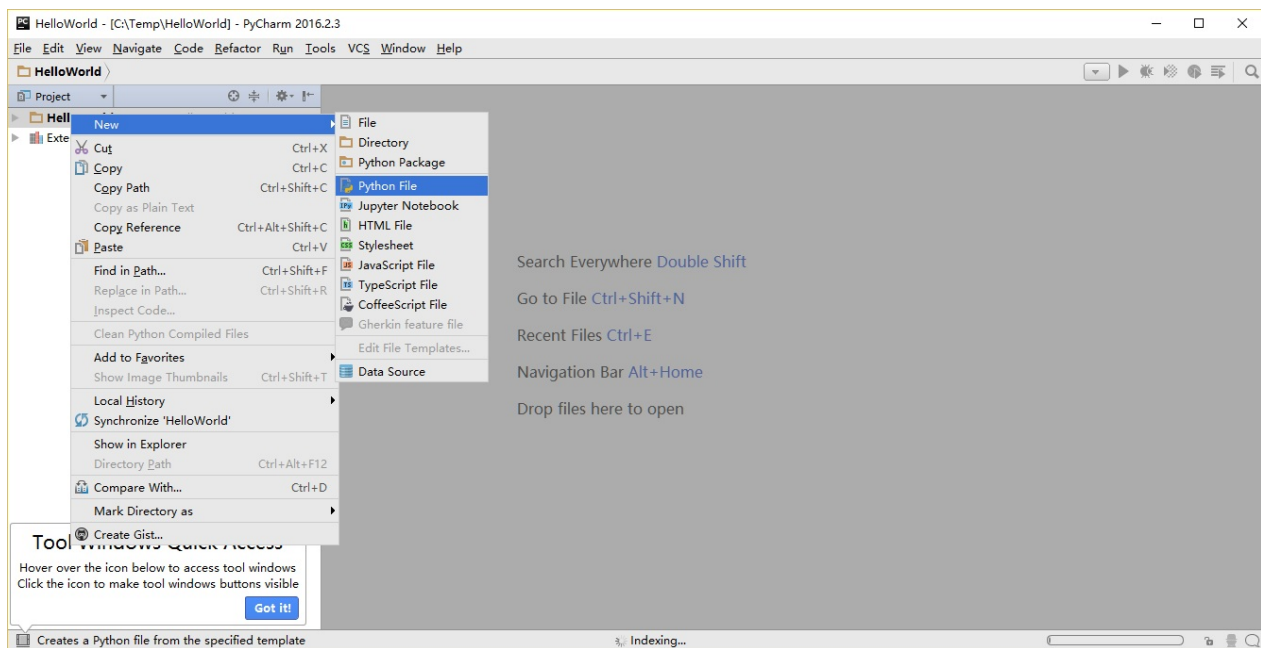 HelloWorld - [C:\Temp\HelloWorld] - PyCharm 2016.2.3
File Edit View Navigate Code Refactor Run Tools VCS Window Help
HelloWorld
Project
Hell
Exte
New
Cut Ctrl+X
Copy Ctrl+C
Copy Path Ctrl+Shift+C
Copy as Plain Text
Copy Reference Ctrl+Alt+Shift+C
Paste Ctrl+V
Find in Path... Ctrl+Shift+F
Replace in Path... Ctrl+Shift+R
Inspect Code...
Clean Python Compiled Files
Add to Favorites
Show Image Thumbnails Ctrl+Shift+T
Local History
Synchronize 'HelloWorld'
Show in Explorer
Directory Path Ctrl+Alt+F12
Compare With... Ctrl+D
Mark Directory as
Create Gist...
File
Directory
Python Package
Python File
Jupyter Notebook
HTML File
Stylesheet
JavaScript File
TypeScript File
CoffeeScript File
Gherkin feature file
Edit File Templates...
Data Source
Search Everywhere Double Shift
Go to File Ctrl+Shift+N
Recent Files Ctrl+E
Navigation Bar Alt+Home
Drop files here to open
Tool Windows Quick Access
Hover over the icon below to access tool windows
Click the icon to make tool windows buttons visible
Got it!
Creates a Python file from the specified template
Indexing...